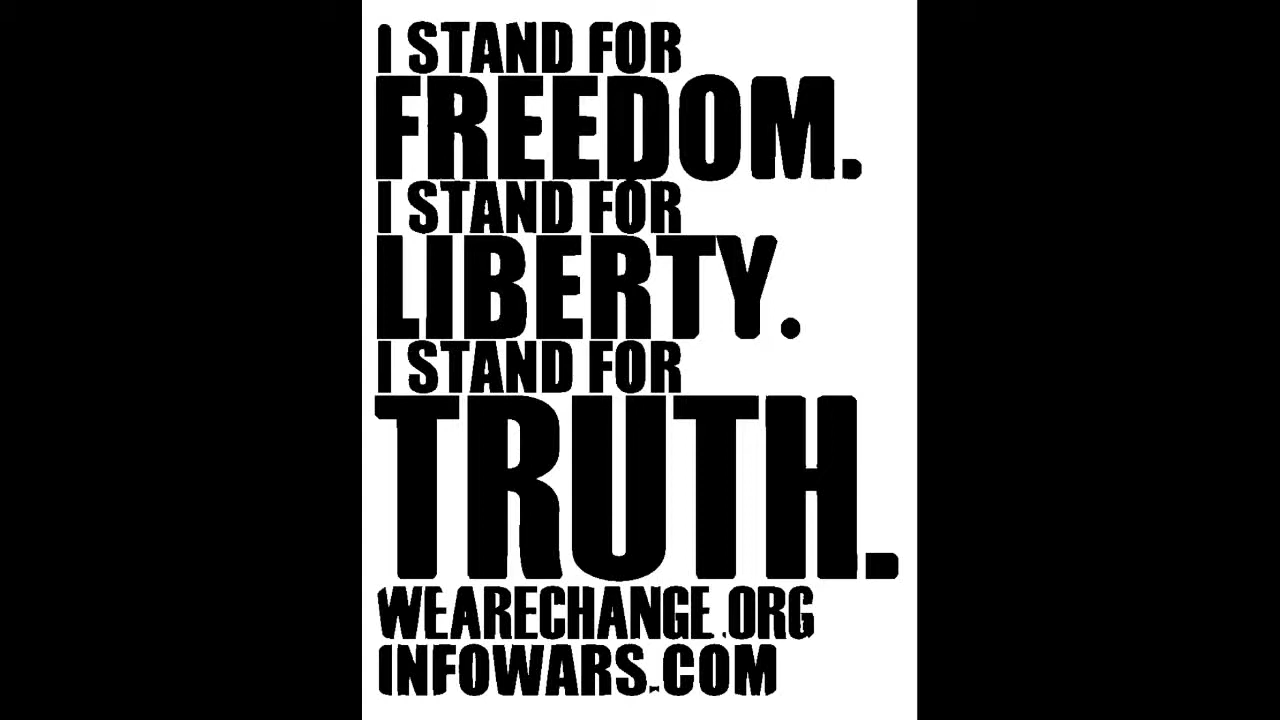 I STAND FOR
FREEDOM.
I STAND FOR
LIBERTY.
I STAND FOR
TRUTH.
WEARECHANGE.ORG
INFOWARS.COM